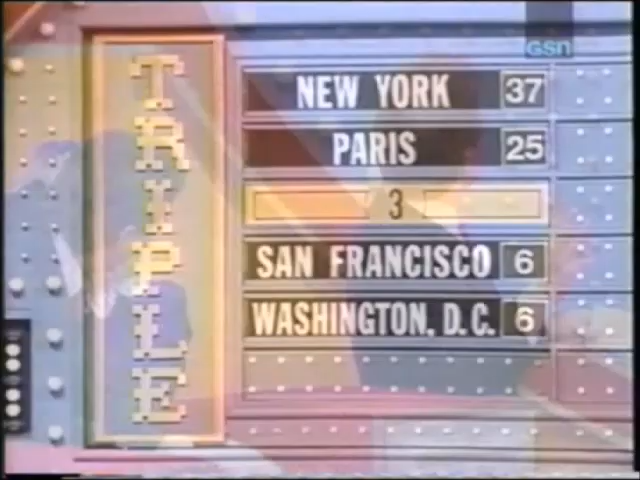 GSN
TRIPLE
NEW YORK 37
PARIS 25
3
SAN FRANCISCO 6
WASHINGTON, D.C. 6